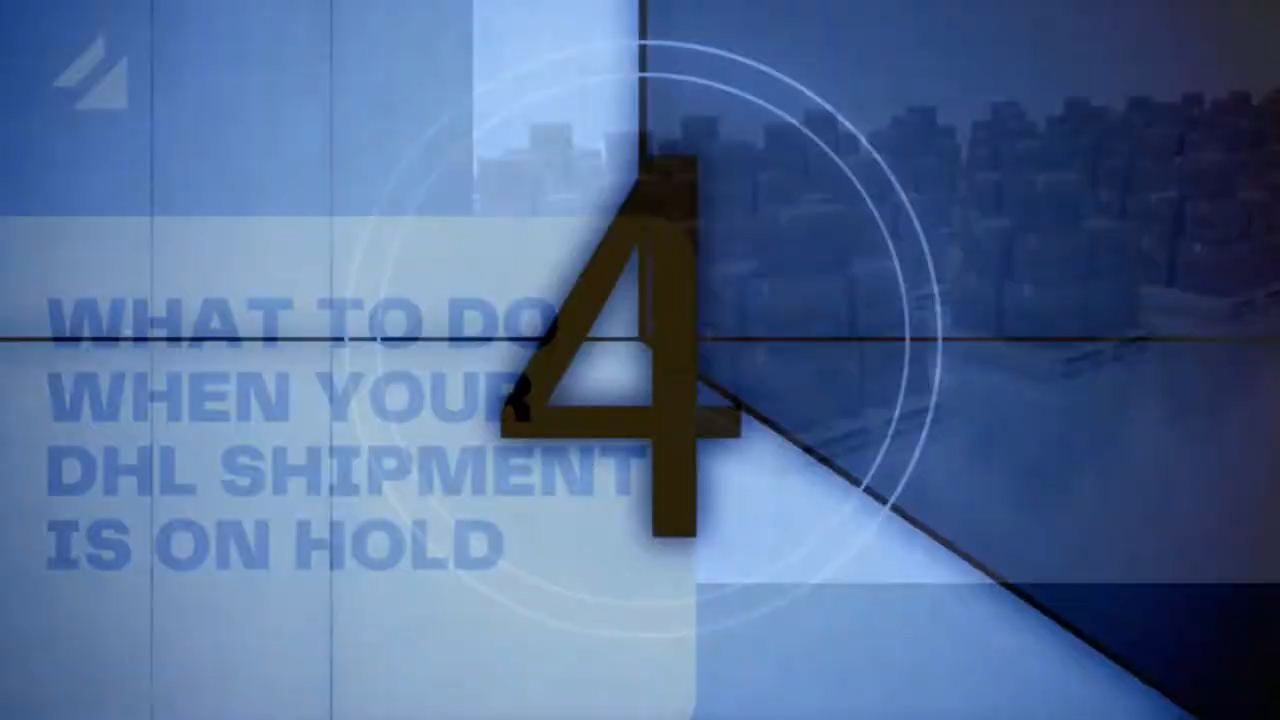 WHAT TO DO
WHEN YOUR
DHL SHIPMENT
IS ON HOLD
4